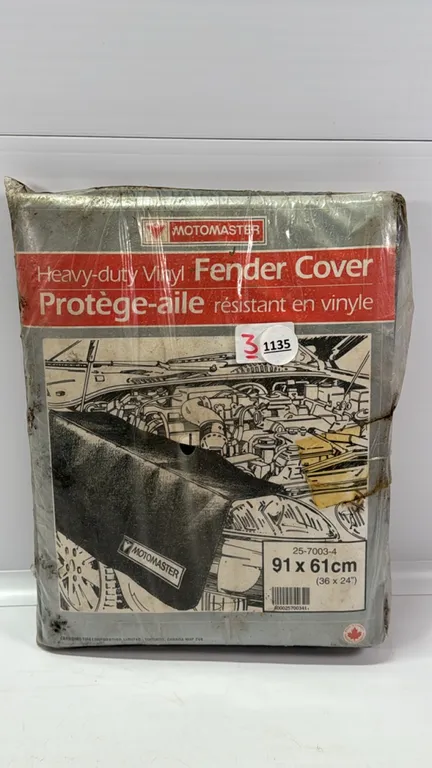 MOTOMASTER
Heavy-duty Vinyl Fender Cover
Protège-aile résistant en vinyle
3
1135
MOTOMASTER
25-7003-4
91 x 61cm
(36 x 24")